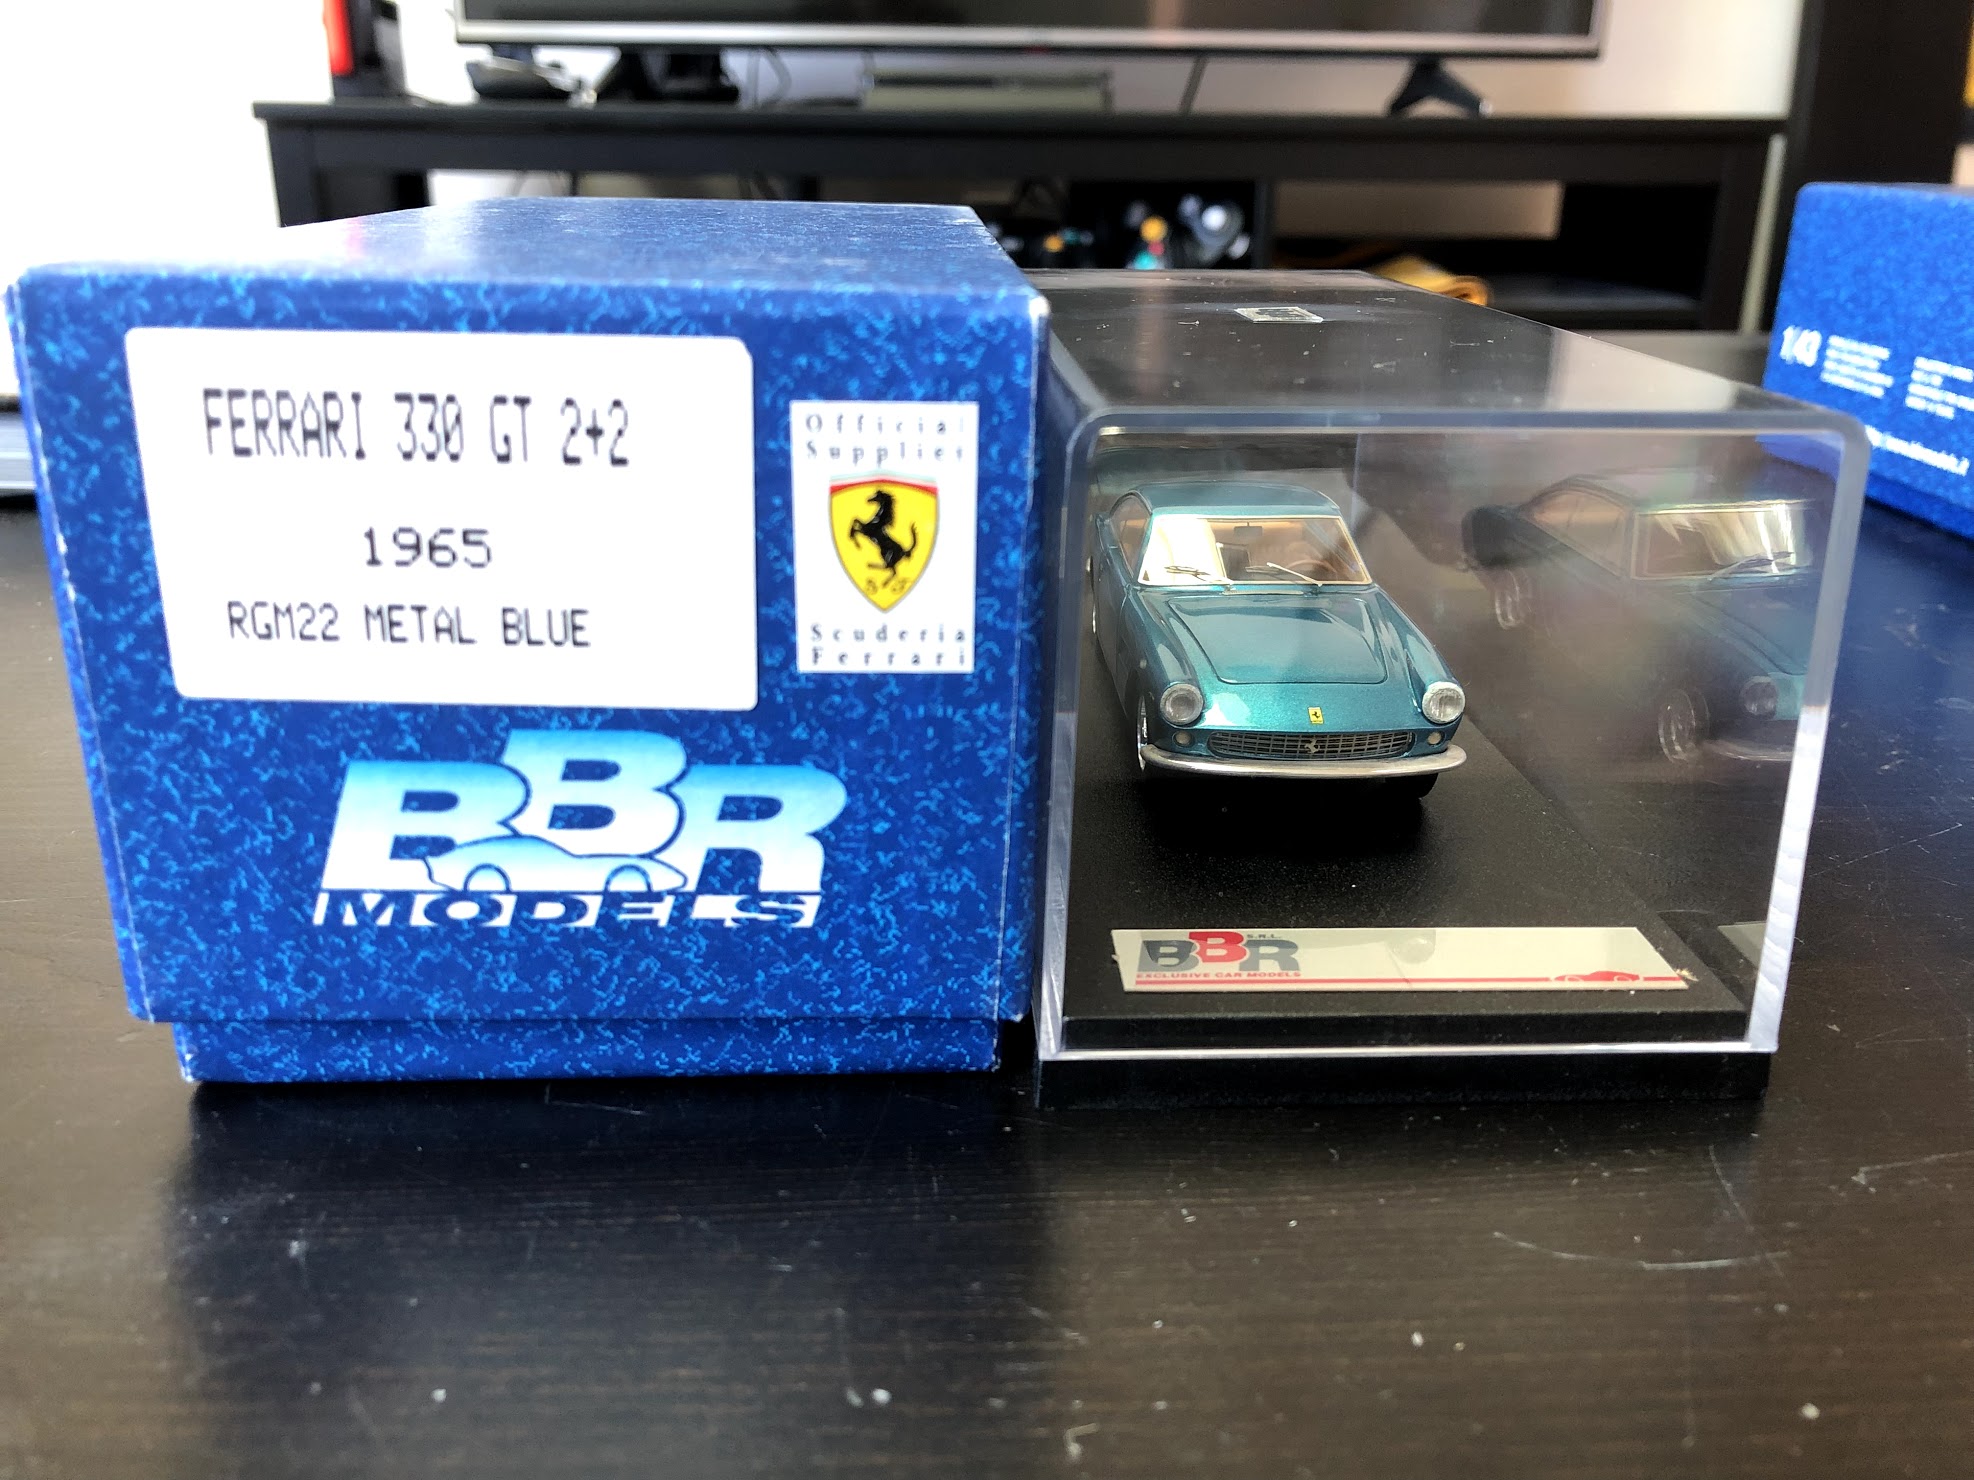 FERRARI 330 GT 2+2
1965
RGM22 METAL BLUE
Official
Supplier
Scuderia
Ferrari
BBR
MODELS
BBR S.R.L.
EXCLUSIVE CAR MODELS
1/43